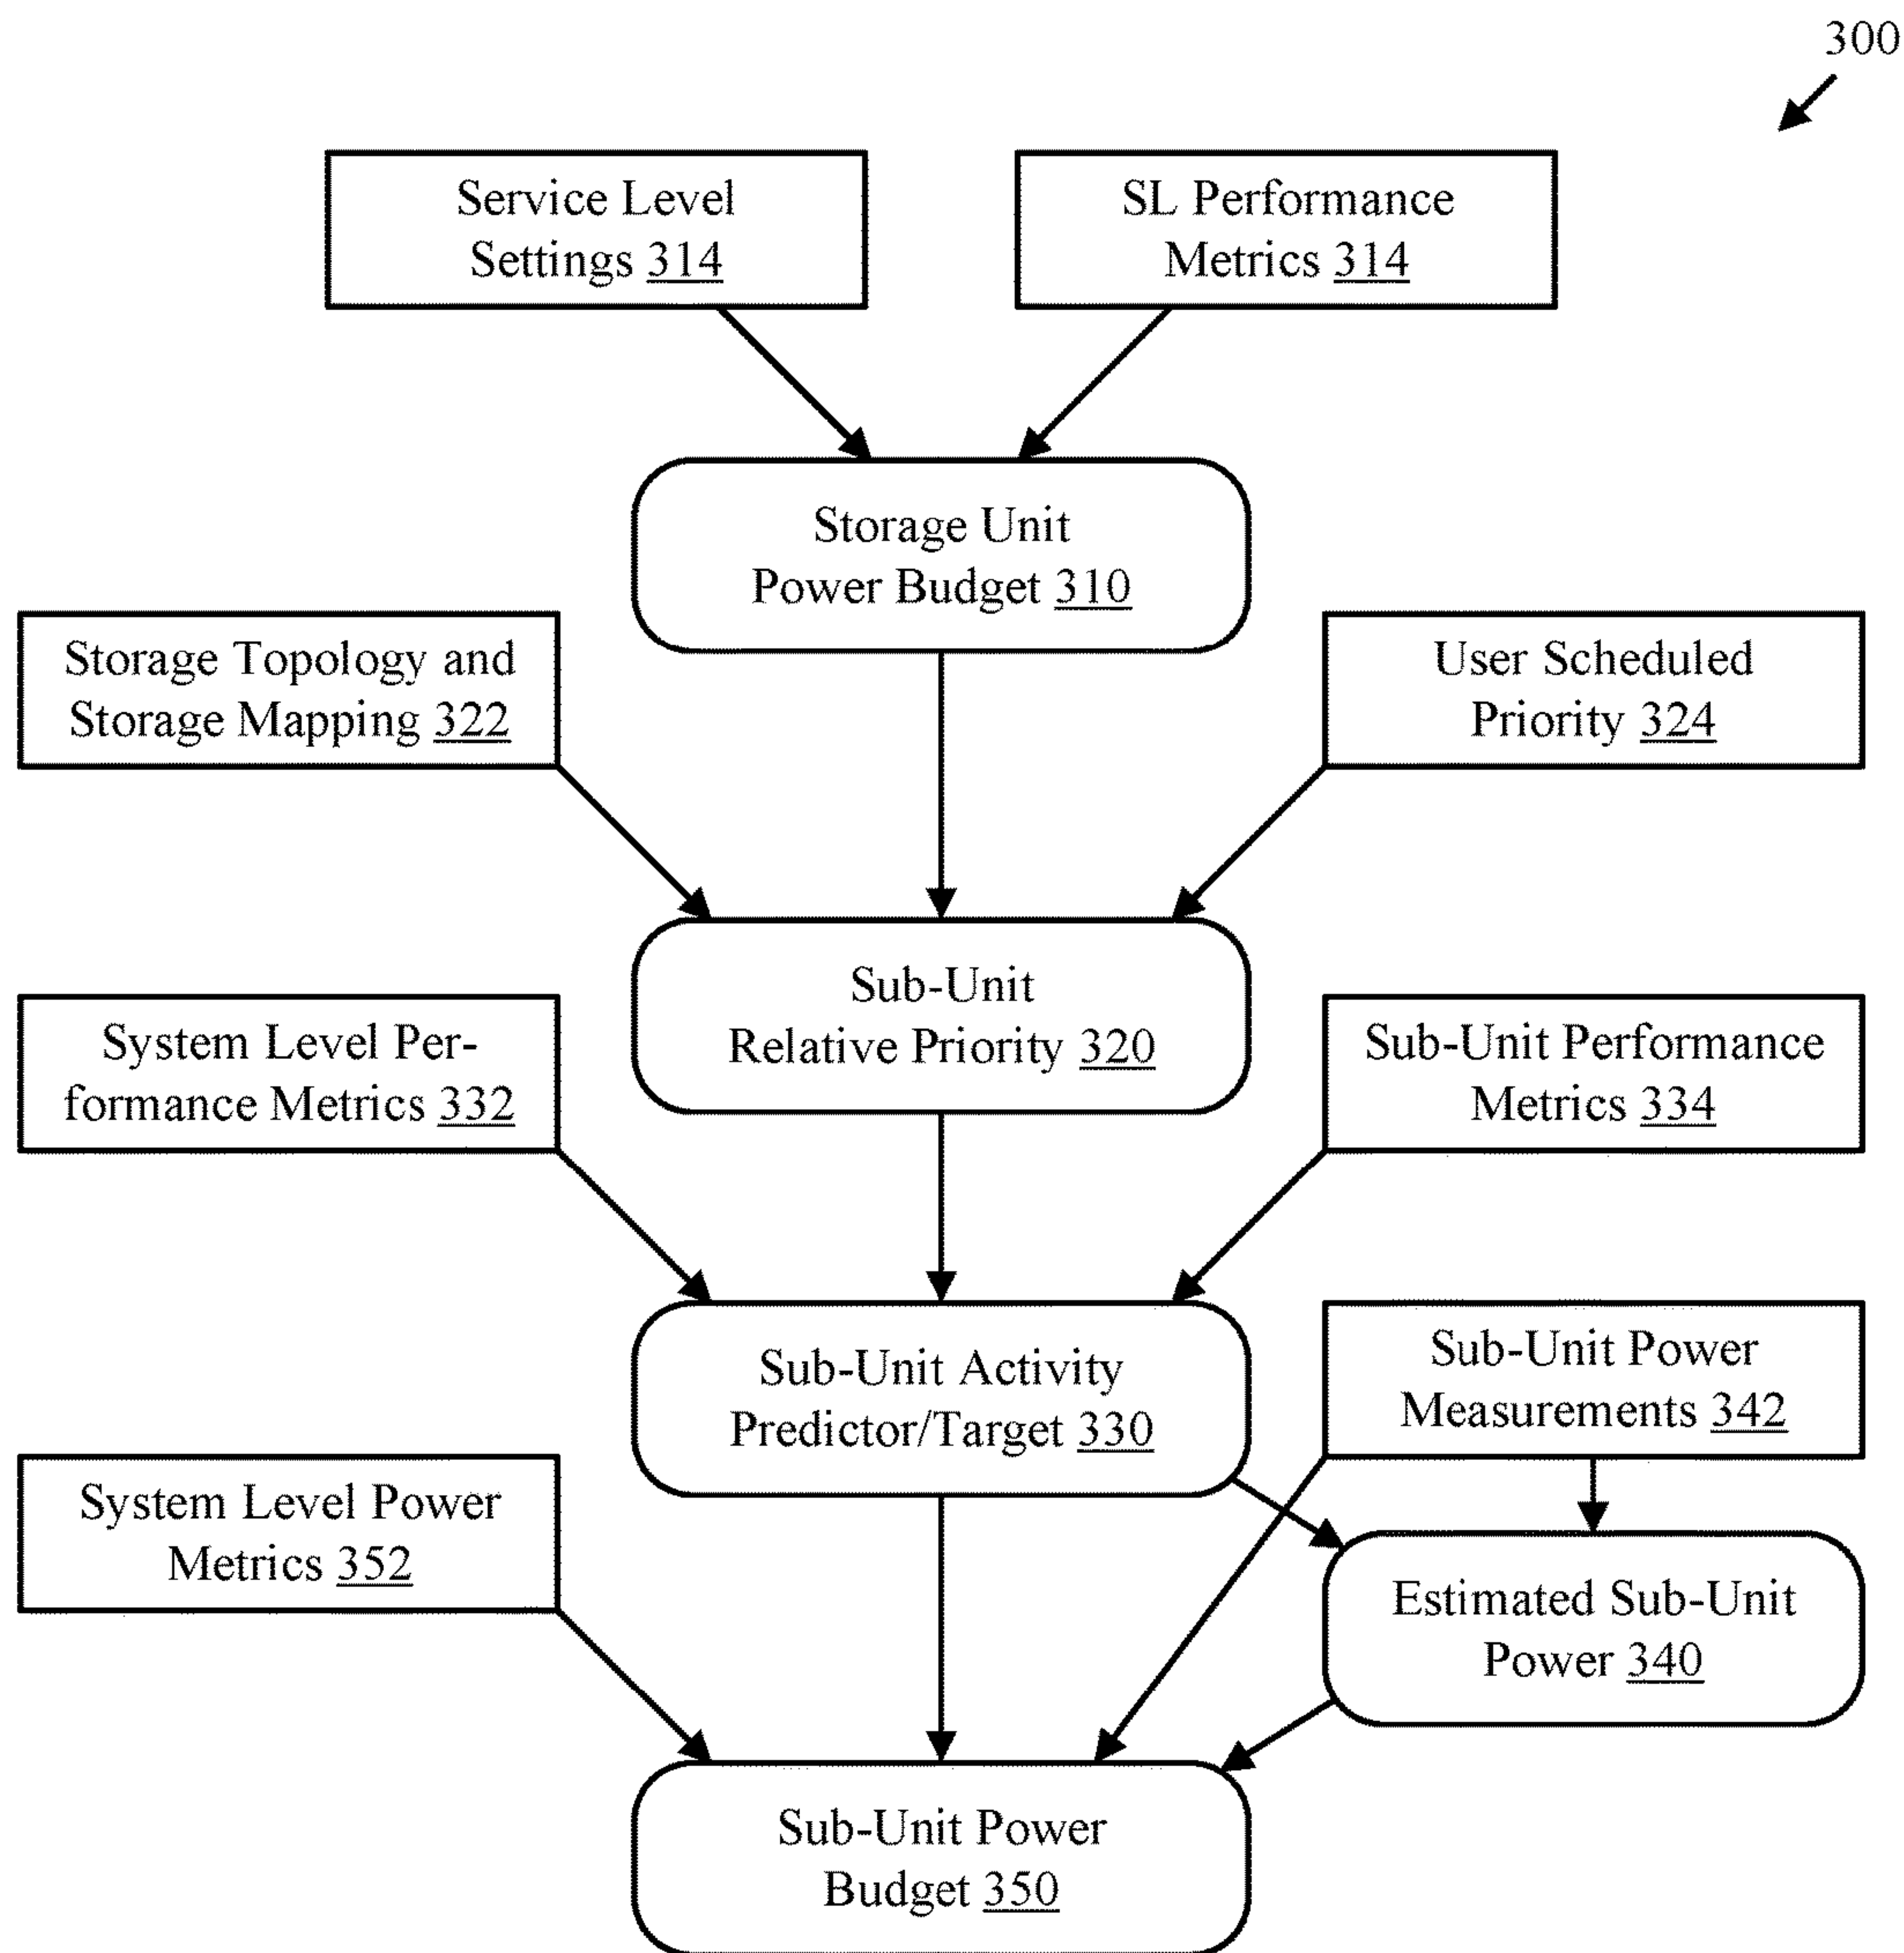 300
Service Level
Settings 314
SL Performance
Metrics 314
Storage Unit
Power Budget 310
Storage Topology and
Storage Mapping 322
User Scheduled
Priority 324
Sub-Unit
Relative Priority 320
System Level Per-
formance Metrics 332
Sub-Unit Performance
Metrics 334
Sub-Unit Activity
Predictor/Target 330
Sub-Unit Power
Measurements 342
System Level Power
Metrics 352
Estimated Sub-Unit
Power 340
Sub-Unit Power
Budget 350